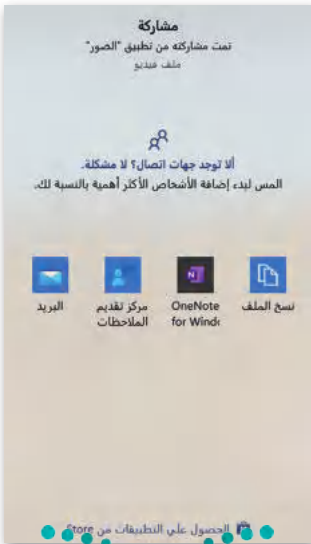 مشاركة
تمت مشاركته من تطبيق "الصور"
ملف فيديو
ألا توجد جهات اتصال؟ لا مشكلة.
المس لبدء إضافة الأشخاص الأكثر أهمية بالنسبة لك.
نسخ الملف
OneNote
for Windo
مركز تقديم
الملاحظات
البريد
الحصول على التطبيقات من Store